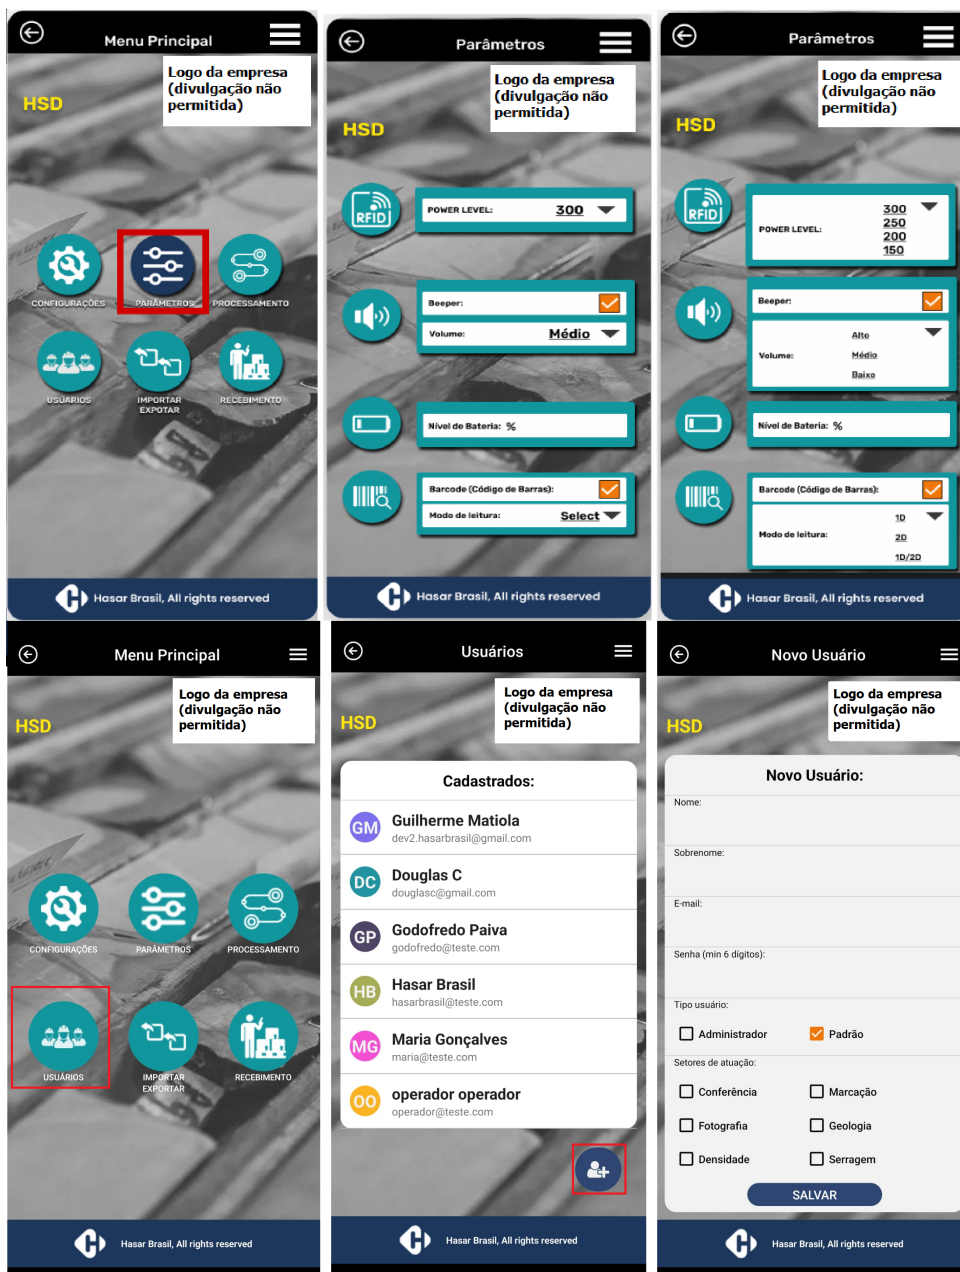 Menu Principal
Logo da empresa
(divulgação não
permitida)
HSD
CONFIGURAÇÕES
PARÂMETROS
PROCESSAMENTO
USUÁRIOS
IMPORTAR
EXPOTAR
RECEBIMENTO
Hasar Brasil, All rights reserved
Parâmetros
Logo da empresa
(divulgação não
permitida)
HSD
RFID
POWER LEVEL: 300
Beeper:
Volume: Médio
Nível de Bateria: %
Barcode (Código de Barras):
Modo de leitura: Select
Hasar Brasil, All rights reserved
Parâmetros
Logo da empresa
(divulgação não
permitida)
HSD
RFID
300
250
POWER LEVEL:
200
150
Beeper:
Alto
Volume: Médio
Baixo
Nível de Bateria: %
Barcode (Código de Barras):
1D
Modo de leitura: 2D
1D/2D
Hasar Brasil, All rights reserved
Menu Principal
Logo da empresa
(divulgação não
permitida)
HSD
CONFIGURAÇÕES
PARÂMETROS
PROCESSAMENTO
USUÁRIOS
IMPORTAR
EXPORTAR
RECEBIMENTO
Hasar Brasil, All rights reserved
Usuários
Logo da empresa
(divulgação não
permitida)
HSD
Cadastrados:
GM Guilherme Matiola
dev2.hasarbrasil@gmail.com
DC Douglas C
douglasc@gmail.com
GP Godofredo Paiva
godofredo@teste.com
HB Hasar Brasil
hasarbrasil@teste.com
MG Maria Gonçalves
maria@teste.com
OO operador operador
operador@teste.com
Hasar Brasil, All rights reserved
Novo Usuário
Logo da empresa
(divulgação não
permitida)
HSD
Novo Usuário:
Nome:
Sobrenome:
E-mail:
Senha (min 6 dígitos):
Tipo usuário:
Administrador Padrão
Setores de atuação:
Conferência Marcação
Fotografia Geologia
Densidade Serragem
SALVAR
Hasar Brasil, All rights reserved